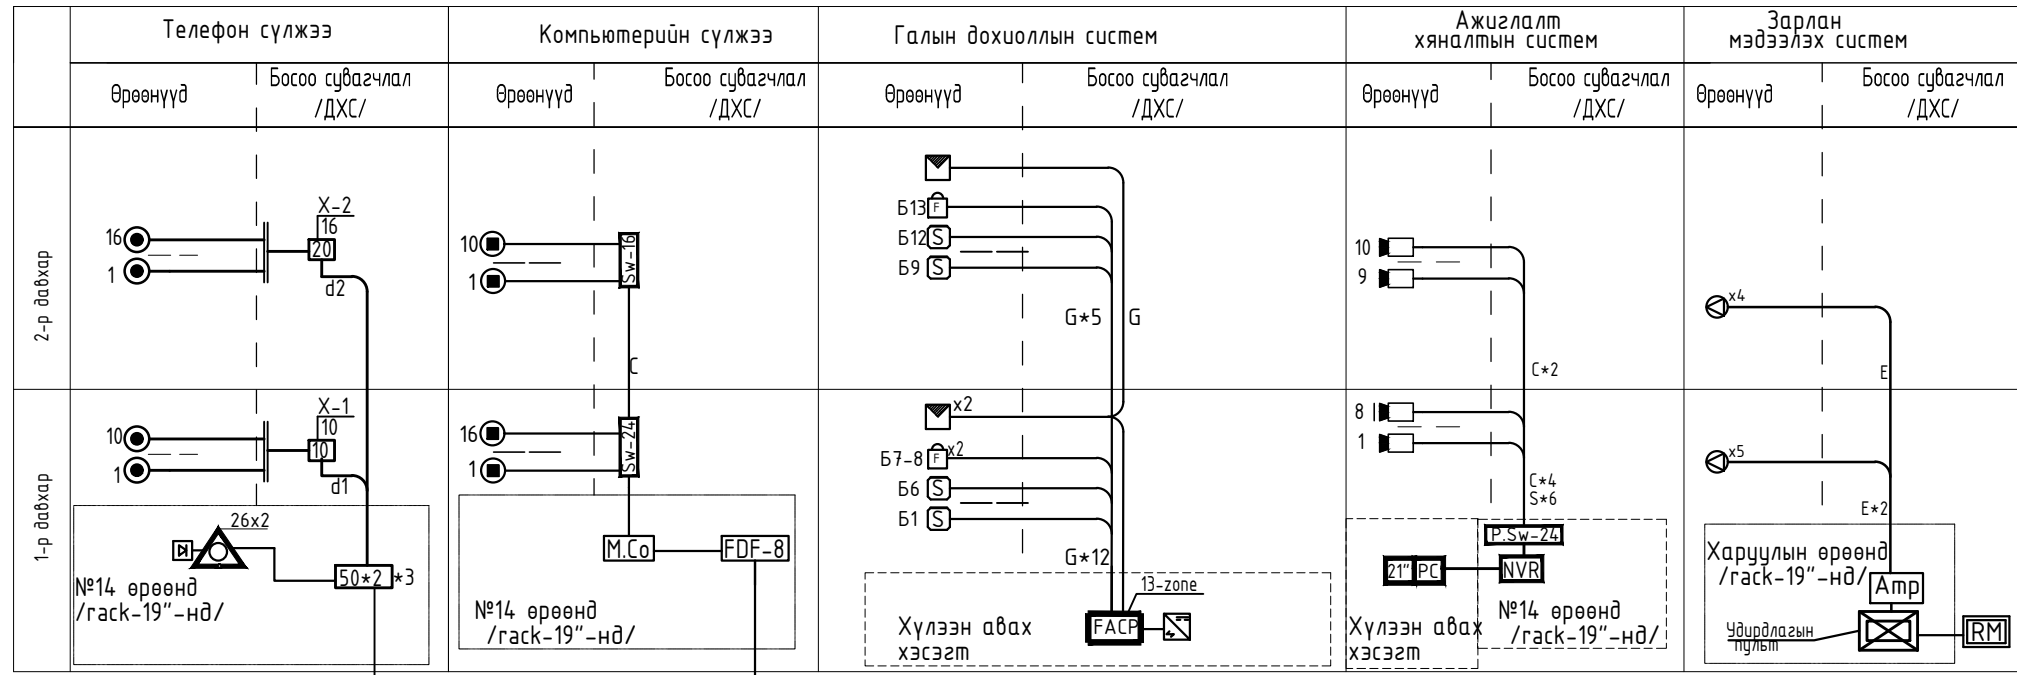 Телефон сүлжээ
Компьютерийн сүлжээ
Галын дохиоллын систем
Ажиглалт
хяналтын систем
Зарлан
мэдээлэх систем
Өрөөнүүд
Босоо сувагчлал
/ДХС/
Өрөөнүүд
Босоо сувагчлал
/ДХС/
Өрөөнүүд
Босоо сувагчлал
/ДХС/
Өрөөнүүд
Босоо сувагчлал
/ДХС/
Өрөөнүүд
Босоо сувагчлал
/ДХС/
2-р давхар
16
1
X-2
16
20
d2
10
1
Sw-16
C
Б13
F
Б12
S
Б9
S
G*5
G
10
9
C*2
x4
E
1-р давхар
10
1
X-1
10
10
d1
26x2
50*2
*3
№14 өрөөнд
/rack-19"-нд/
16
1
Sw-24
M.Co
FDF-8
№14 өрөөнд
/rack-19"-нд/
x2
Б7-8
F
x2
Б6
S
Б1
S
G*12
13-zone
FACP
Хүлээн авах
хэсэгт
8
1
C*4
S*6
P.Sw-24
21"
PC
NVR
Хүлээн авах
хэсэгт
№14 өрөөнд
/rack-19"-нд/
x5
E*2
Харуулын өрөөнд
/rack-19"-нд/
Amp
Удирдлагын
пульт
RM